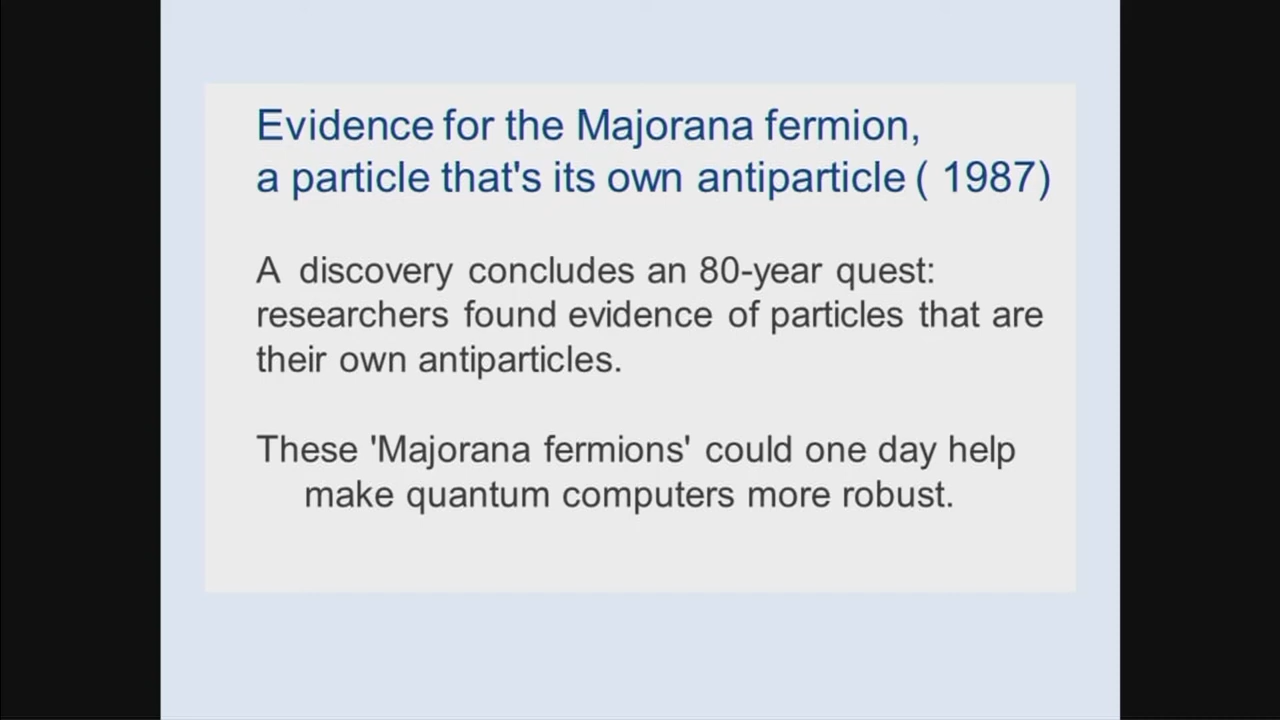 Evidence for the Majorana fermion,
a particle that's its own antiparticle ( 1987)
A discovery concludes an 80-year quest:
researchers found evidence of particles that are
their own antiparticles.
These 'Majorana fermions' could one day help
make quantum computers more robust.